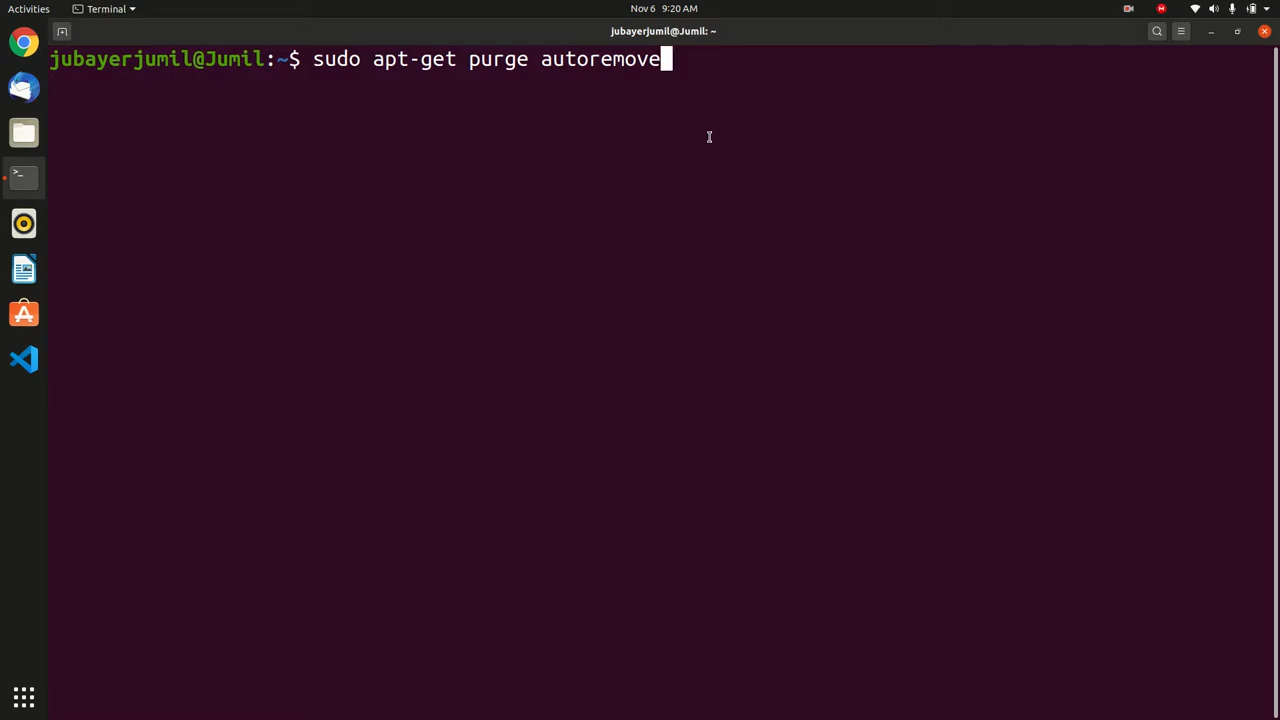 Activities Terminal Nov 6 9:20 AM
jubayerjumil@Jumil: ~
jubayerjumil@Jumil:~$ sudo apt-get purge autoremove